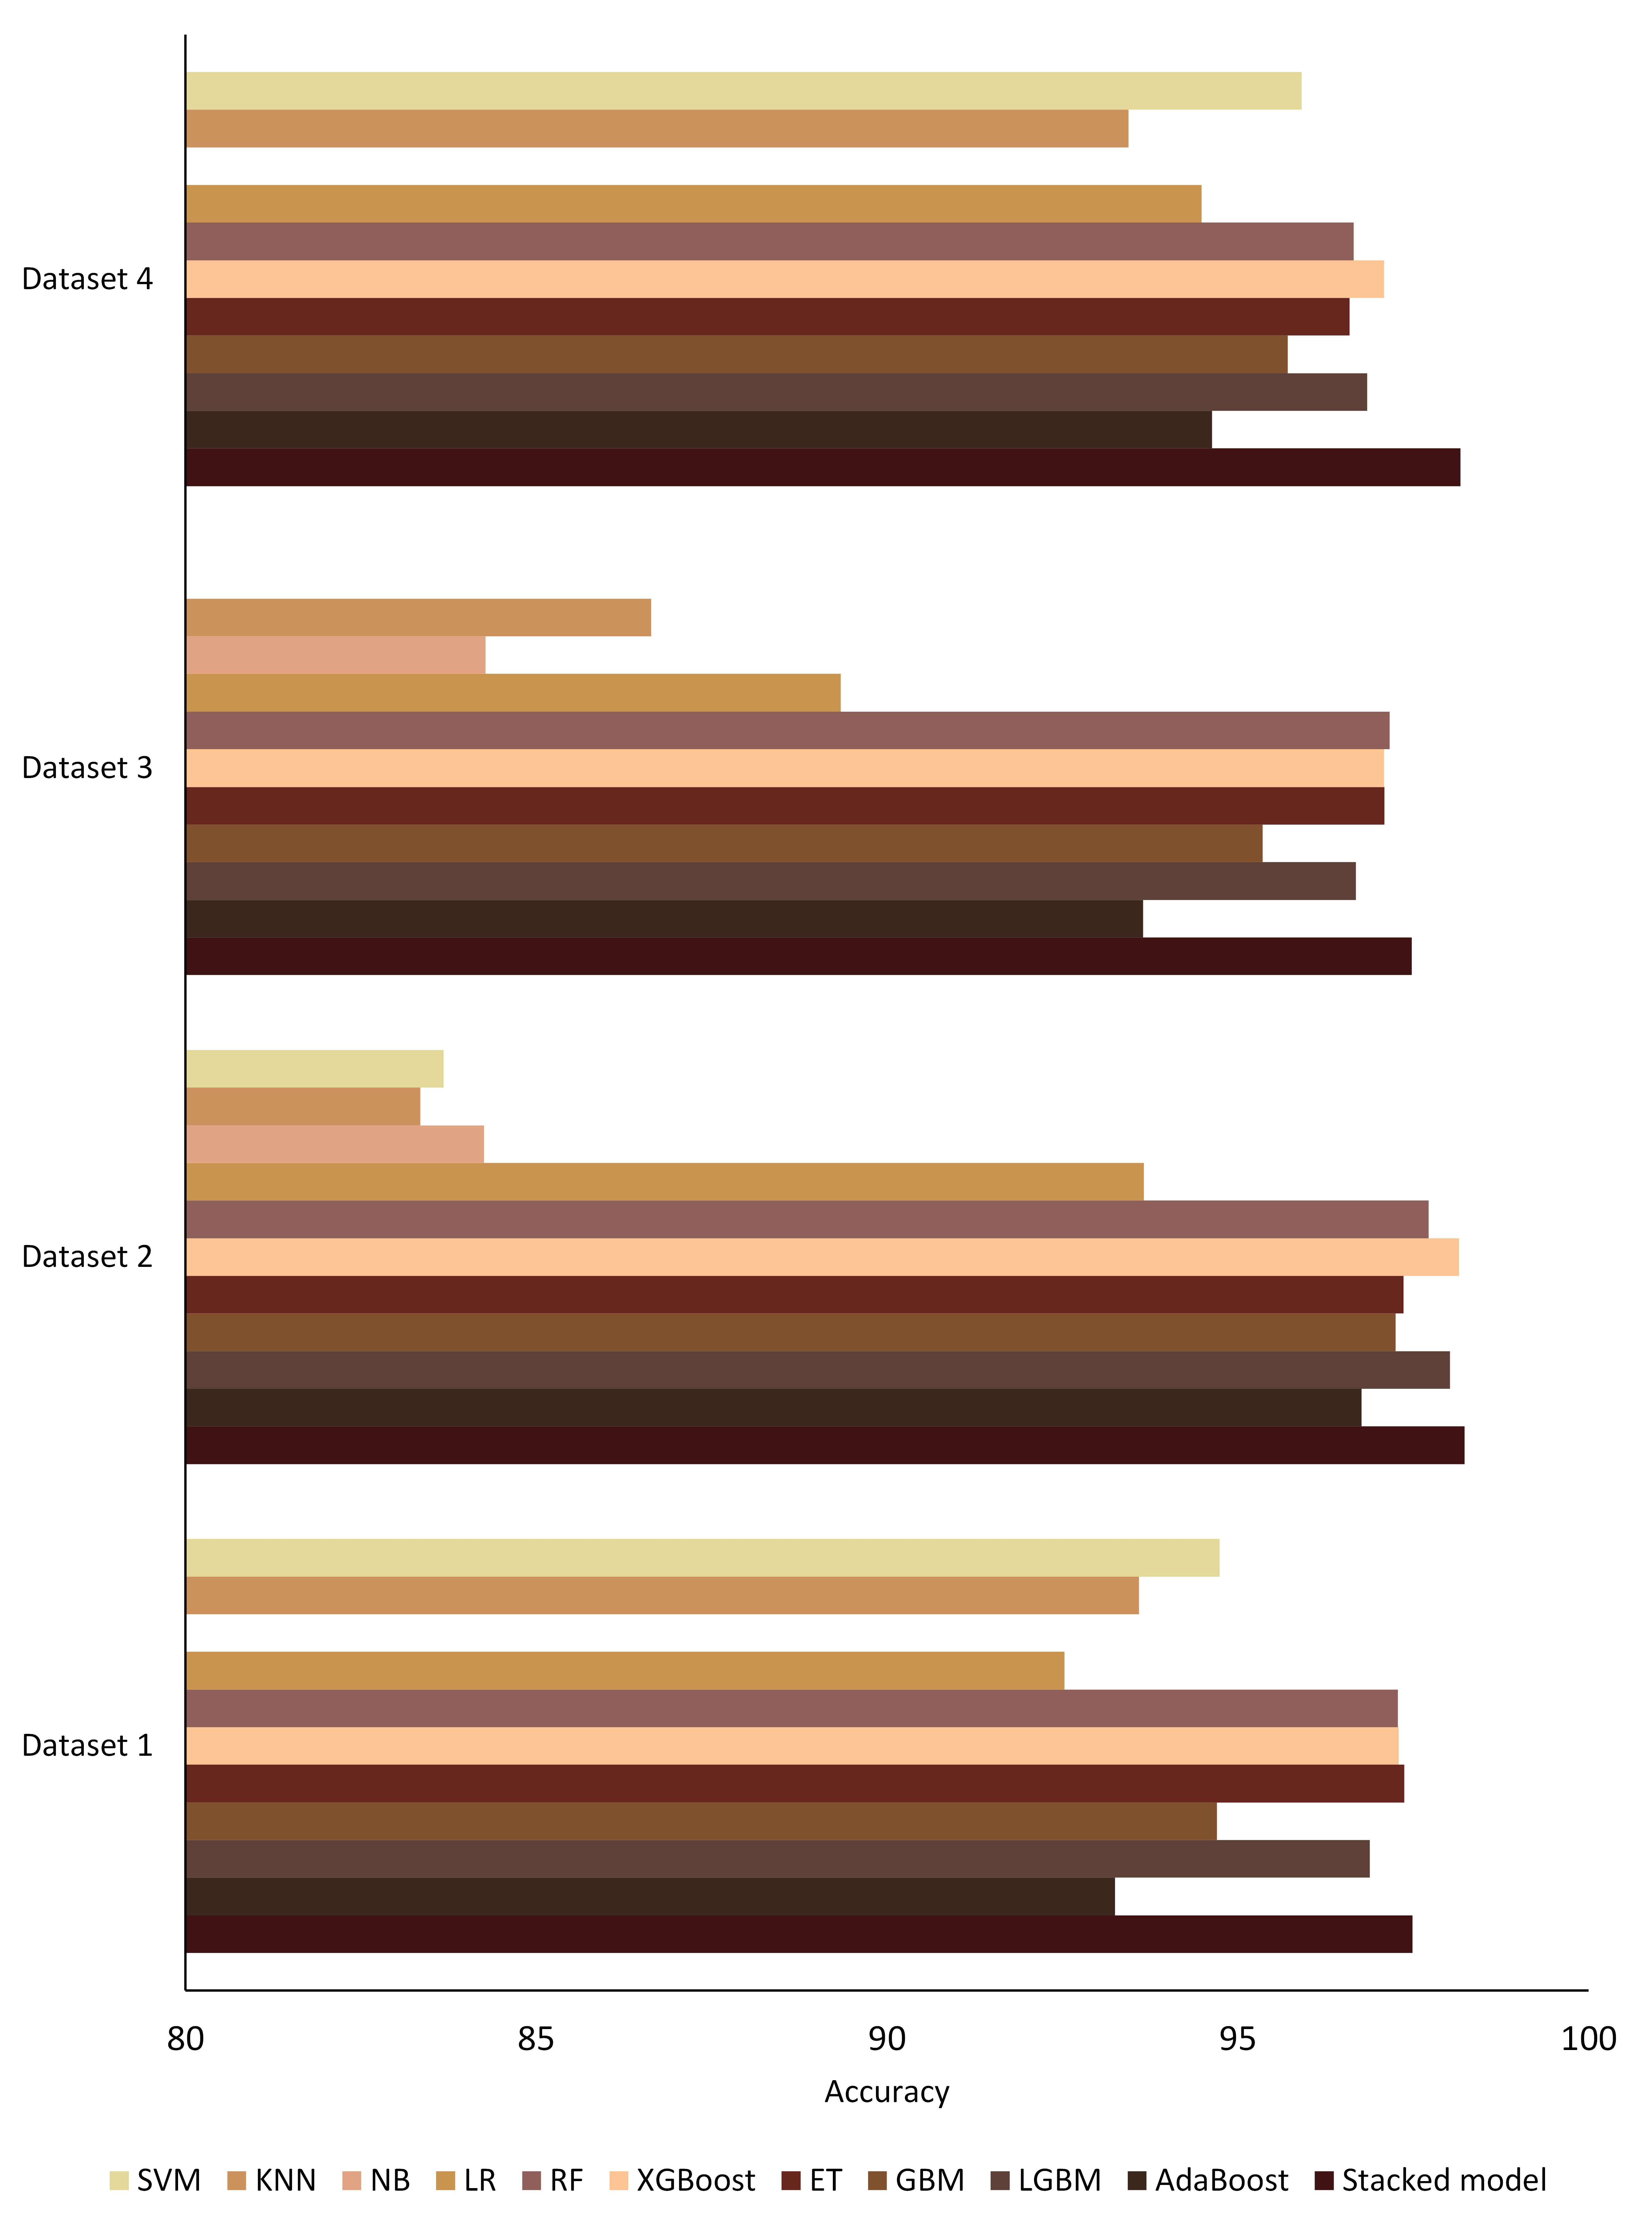 Dataset 4
Dataset 3
Dataset 2
Dataset 1
80 85 90 95 100
Accuracy
SVM KNN NB LR RF XGBoost ET GBM LGBM AdaBoost Stacked model